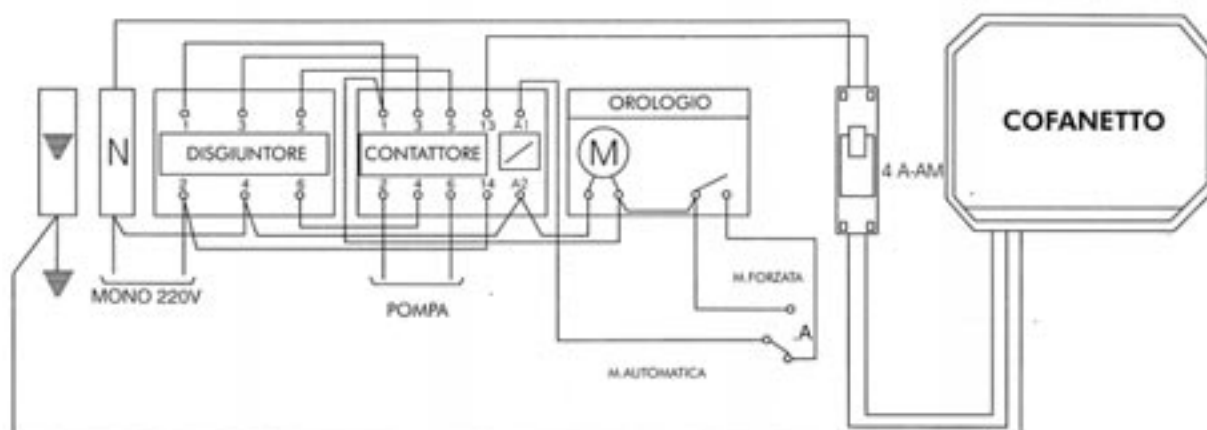 OROLOGIO
COFANETTO
1 3 5
1 3 5 13 A1
N
DISGIUNTORE
CONTATTORE
M
4 A-AM
2 4 6
2 4 6 14 A2
M.FORZATA
MONO 220V
POMPA
A
M.AUTOMATICA